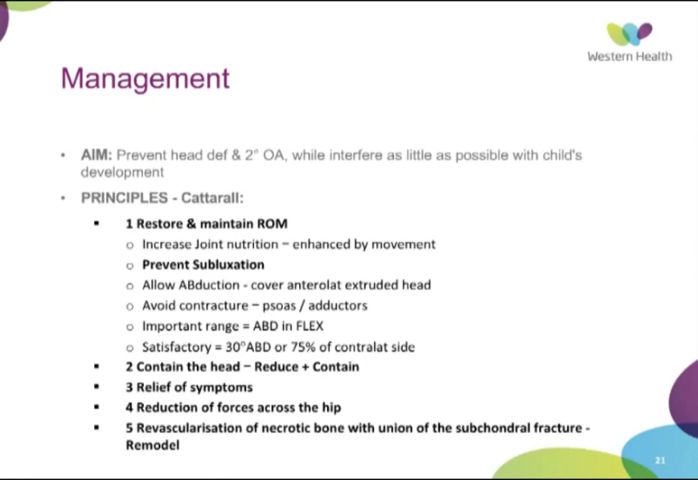 Western Health
Management
• AIM: Prevent head def & 2° OA, while interfere as little as possible with child's
development
• PRINCIPLES - Cattarall:
▪ 1 Restore & maintain ROM
o Increase Joint nutrition – enhanced by movement
o Prevent Subluxation
o Allow ABduction - cover anterolat extruded head
o Avoid contracture – psoas / adductors
o Important range = ABD in FLEX
o Satisfactory = 30°ABD or 75% of contralat side
▪ 2 Contain the head – Reduce + Contain
▪ 3 Relief of symptoms
▪ 4 Reduction of forces across the hip
▪ 5 Revascularisation of necrotic bone with union of the subchondral fracture -
Remodel
21